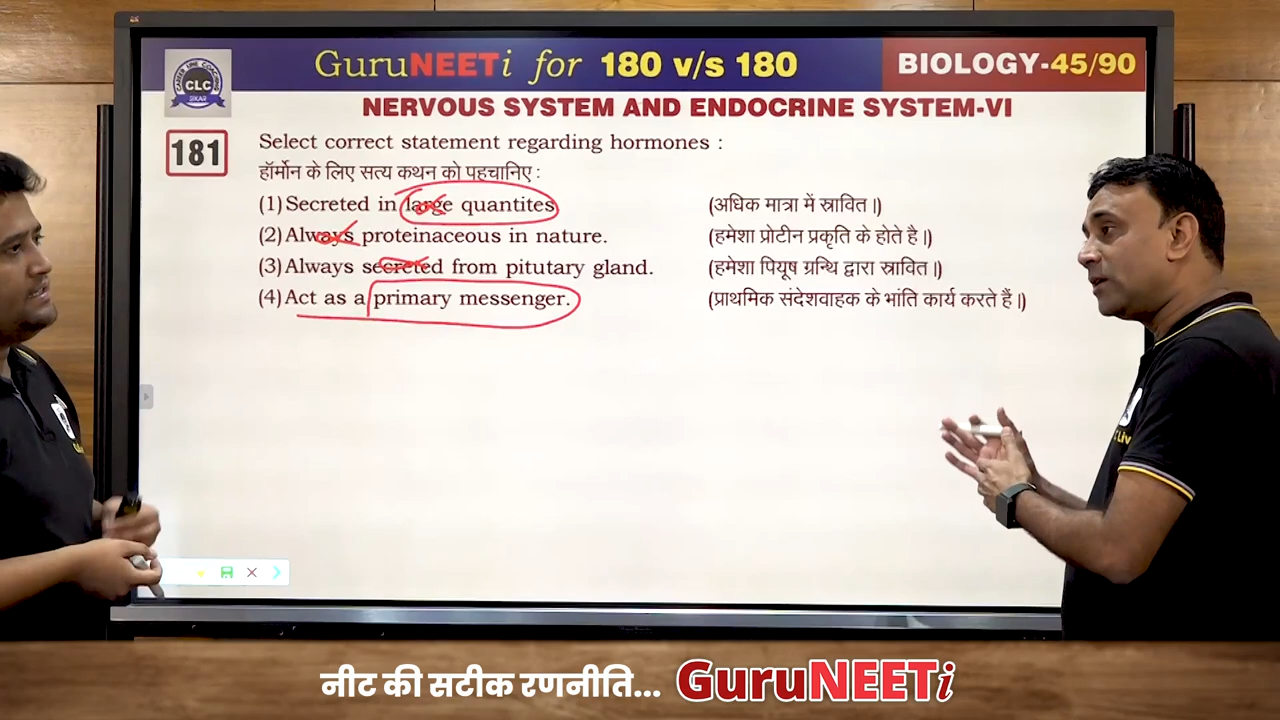 GuruNEETi for 180 v/s 180
BIOLOGY-45/90
CLC
SIKAR
NERVOUS SYSTEM AND ENDOCRINE SYSTEM-VI
181
Select correct statement regarding hormones :
हॉर्मोन के लिए सत्य कथन को पहचानिए :
(1) Secreted in large quantites (अधिक मात्रा में स्रावित।)
(2) Always proteinaceous in nature. (हमेशा प्रोटीन प्रकृति के होते है।)
(3) Always secreted from pitutary gland. (हमेशा पियूष ग्रन्थि द्वारा स्रावित।)
(4) Act as a primary messenger. (प्राथमिक संदेशवाहक के भांति कार्य करते हैं।)
नीट की सटीक रणनीति... GuruNEETi